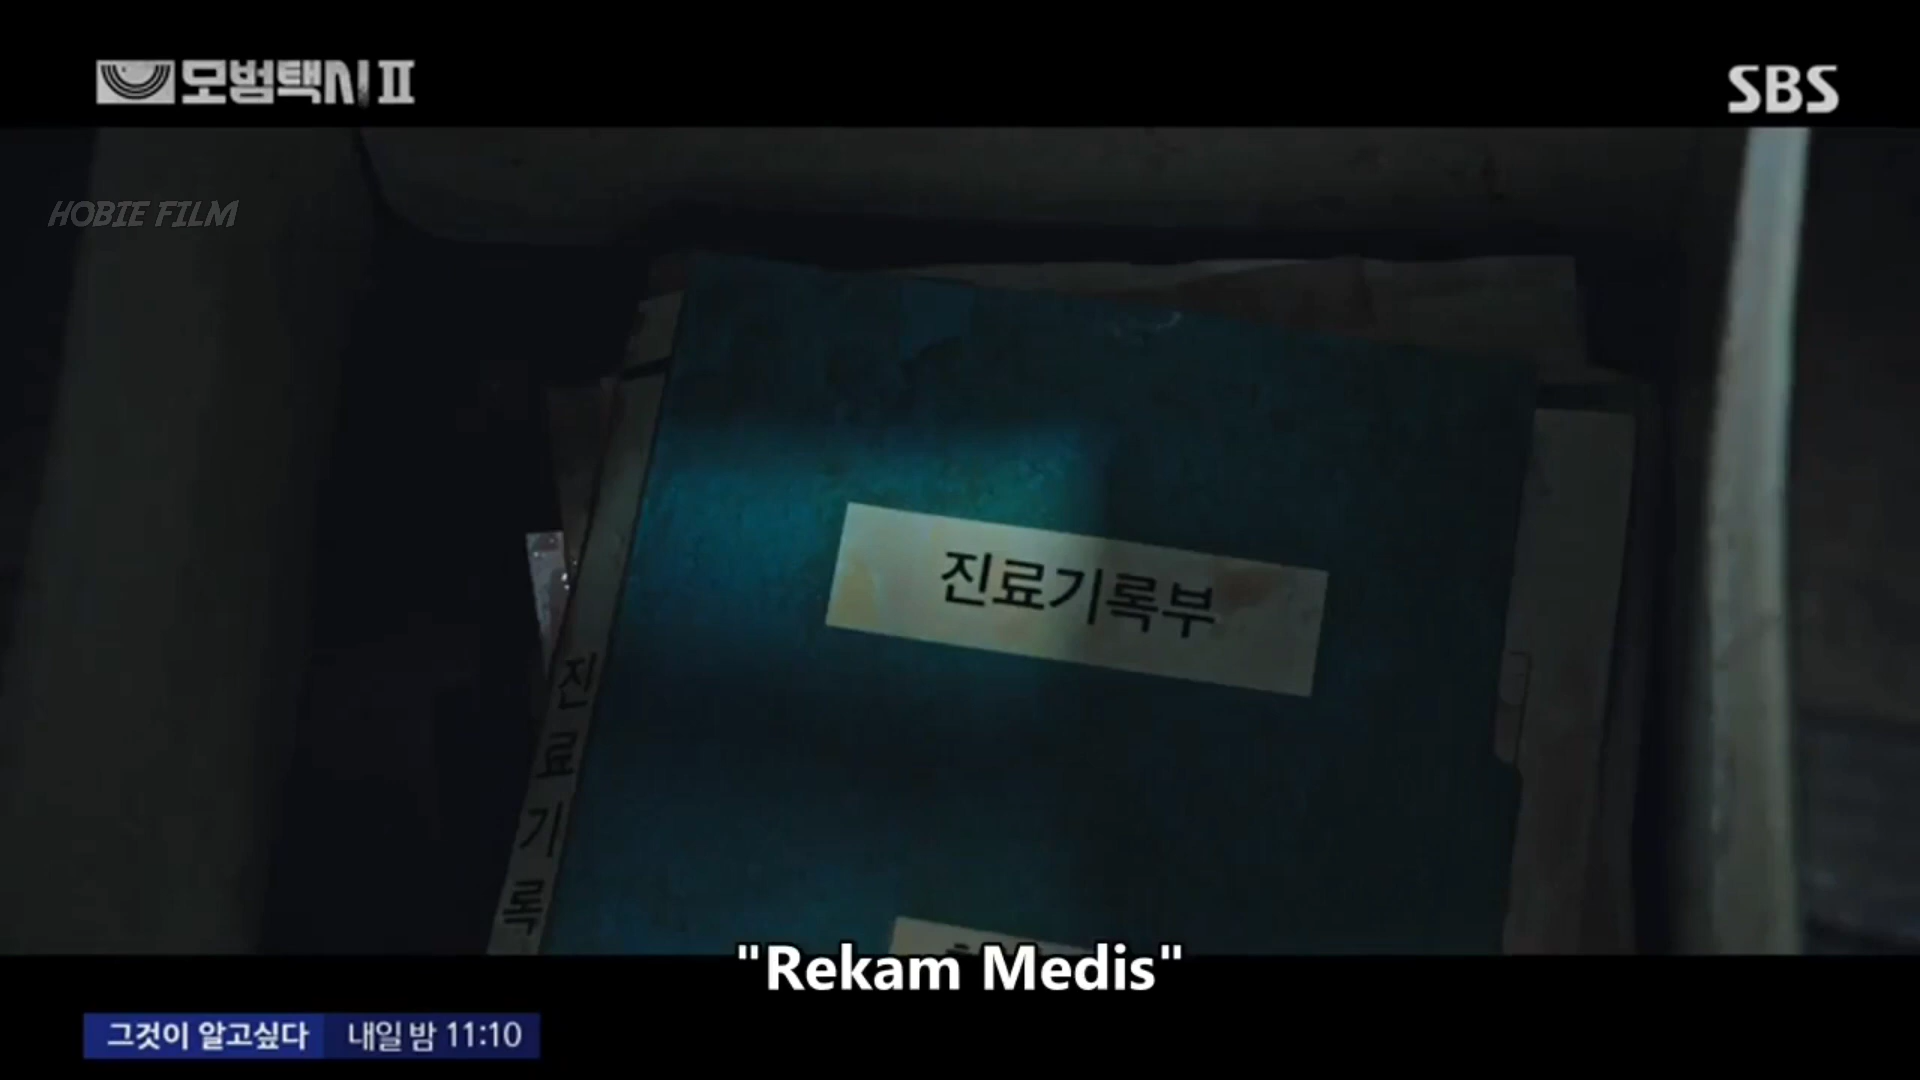 모범택시 II
SBS
HOBIE FILM
진료기록부
진료기록
"Rekam Medis"
그것이 알고싶다 내일 밤 11:10